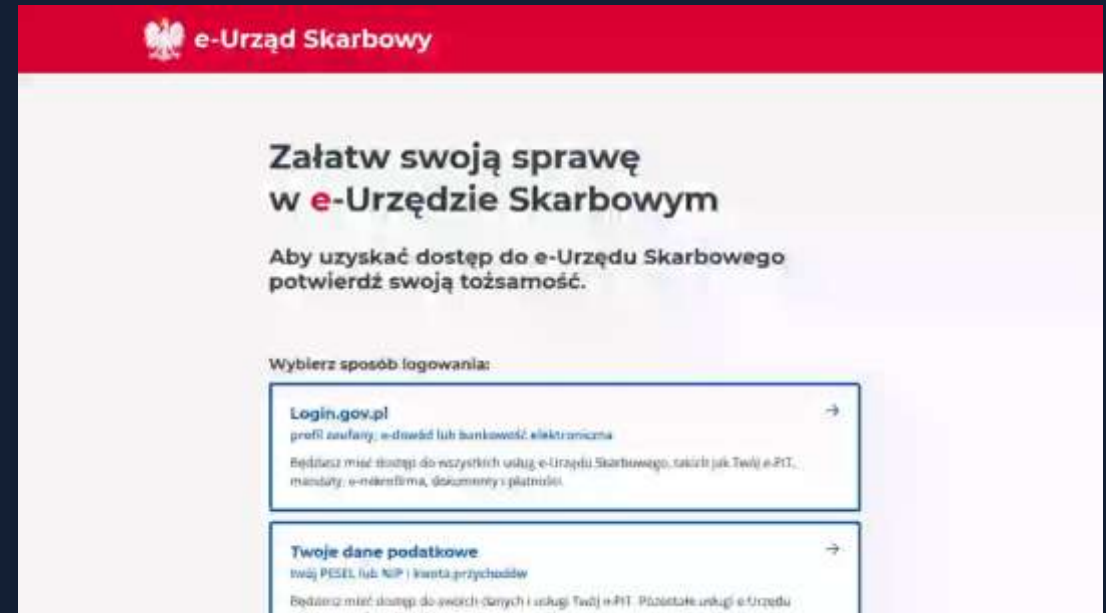 e-Urząd Skarbowy
Załatw swoją sprawę
w e-Urzędzie Skarbowym
Aby uzyskać dostęp do e-Urzędu Skarbowego
potwierdź swoją tożsamość.
Wybierz sposób logowania:
Login.gov.pl
profil zaufany, e-dowód lub bankowość elektroniczna
Będziesz mieć dostęp do wszystkich usług e-Urzędu Skarbowego, takich jak Twój e-PIT,
mandaty, e-mikrofirma, dokumenty i płatności.
Twoje dane podatkowe
twój PESEL lub NIP i kwota przychodów
Będziesz mieć dostęp do swoich danych i usługi Twój e-PIT. Pozostałe usługi e-Urzędu